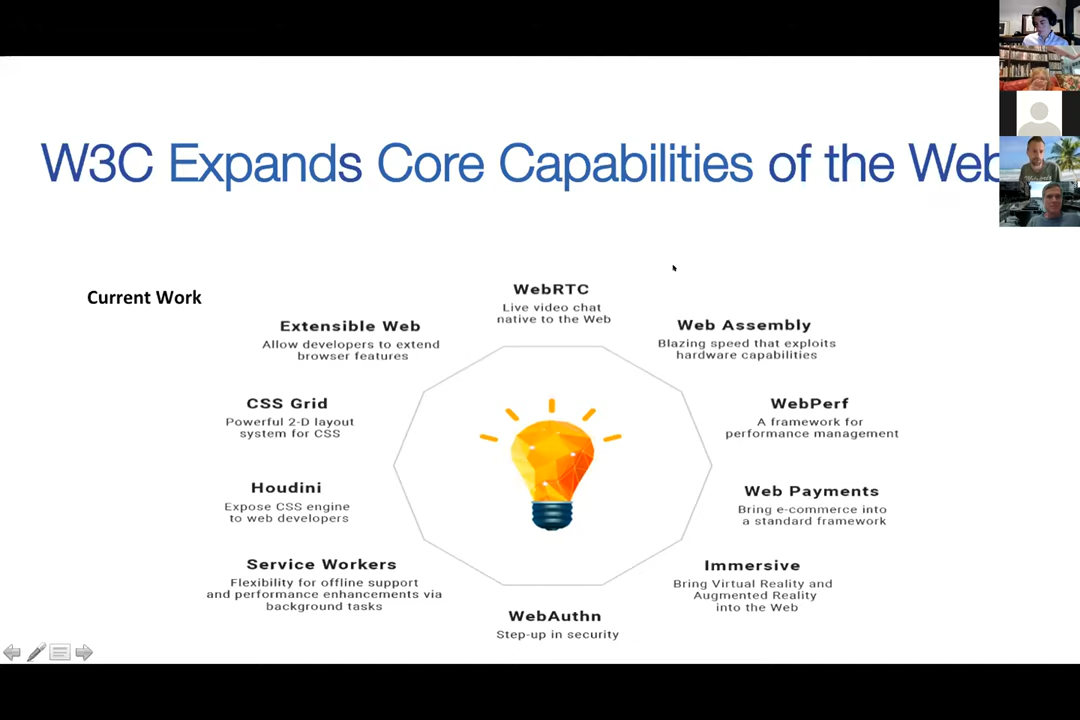 W3C Expands Core Capabilities of the Web
Current Work
WebRTC
Live video chat
native to the Web
Extensible Web
Allow developers to extend
browser features
Web Assembly
Blazing speed that exploits
hardware capabilities
CSS Grid
Powerful 2-D layout
system for CSS
WebPerf
A framework for
performance management
Houdini
Expose CSS engine
to web developers
Web Payments
Bring e-commerce into
a standard framework
Service Workers
Flexibility for offline support
and performance enhancements via
background tasks
Immersive
Bring Virtual Reality and
Augmented Reality
into the Web
WebAuthn
Step-up in security